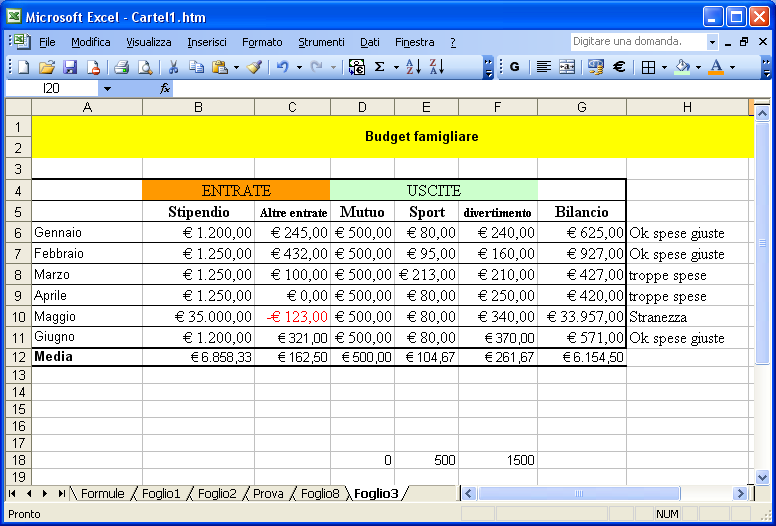 Microsoft Excel - Cartel1.htm
File Modifica Visualizza Inserisci Formato Strumenti Dati Finestra ? Digitare una domanda.
G
I20 fx
A B C D E F G H
1 Budget famigliare
2
3
4 ENTRATE USCITE
5 Stipendio Altre entrate Mutuo Sport divertimento Bilancio
6 Gennaio € 1.200,00 € 245,00 € 500,00 € 80,00 € 240,00 € 625,00 Ok spese giuste
7 Febbraio € 1.250,00 € 432,00 € 500,00 € 95,00 € 160,00 € 927,00 Ok spese giuste
8 Marzo € 1.250,00 € 100,00 € 500,00 € 213,00 € 210,00 € 427,00 troppe spese
9 Aprile € 1.250,00 € 0,00 € 500,00 € 80,00 € 250,00 € 420,00 troppe spese
10 Maggio € 35.000,00 -€ 123,00 € 500,00 € 80,00 € 340,00 € 33.957,00 Stranezza
11 Giugno € 1.200,00 € 321,00 € 500,00 € 80,00 € 370,00 € 571,00 Ok spese giuste
12 Media € 6.858,33 € 162,50 € 500,00 € 104,67 € 261,67 € 6.154,50
13
14
15
16
17
18 0 500 1500
19
Formule Foglio1 Foglio2 Prova Foglio8 Foglio3
Pronto NUM